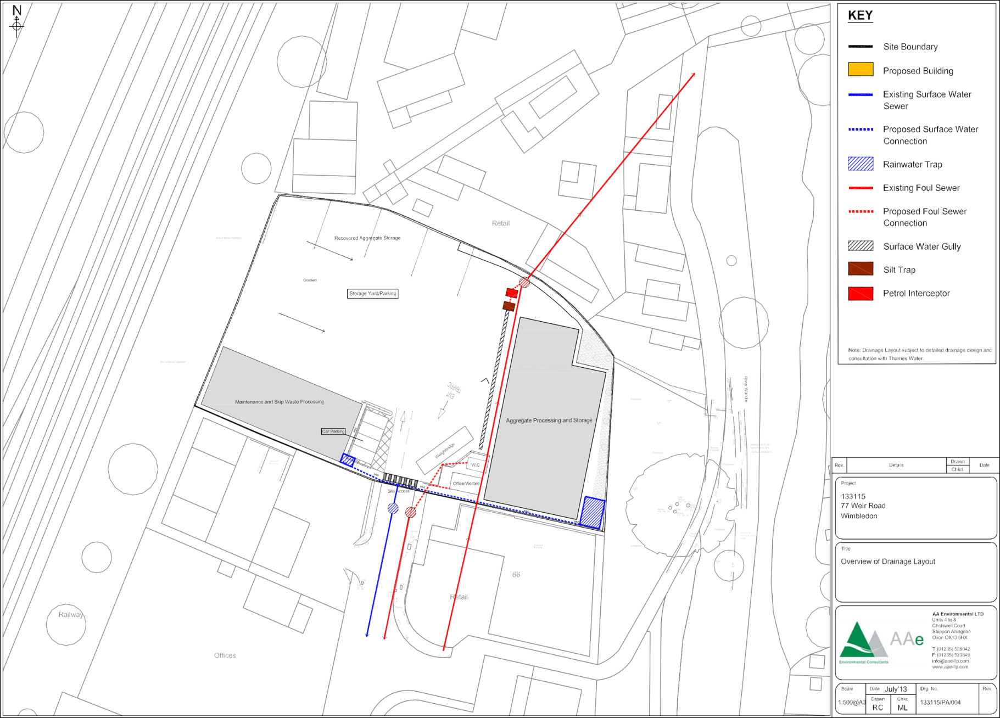 N
KEY
Site Boundary
Proposed Building
Existing Surface Water
Sewer
Proposed Surface Water
Connection
Rainwater Trap
Existing Foul Sewer
Proposed Foul Sewer
Connection
Surface Water Gully
Silt Trap
Petrol Interceptor
Note: Drainage Layout subject to detailed drainage design and
consultation with Thames Water.
Retail
Recovered Aggregate Storage
Gradient
Storage Yard/Parking
Maintenance and Skip Waste Processing
EXIT
TRAFFIC
Aggregate Processing and Storage
Car Parking
Weighbridge
W.C
Office/Welfare
Site Access
River Wandle
66
Retail
Railway
Offices
Rev.
Details
Drawn
Chkd.
Date
Project
133115
77 Weir Road
Wimbledon
Title
Overview of Drainage Layout
AAe
Environmental Consultants
AA Environmental LTD
Units 4 to 8
Cholswell Court
Shippon Abingdon
Oxon OX13 6HX
T:(01235) 536042
F:(01235) 523849
info@aae-llp.com
www.aae-llp.com
Scale
1:500@A3
Date July'13
Drawn
RC
Chkc.
ML
Drg. No.
133115/PA/004
Rev.